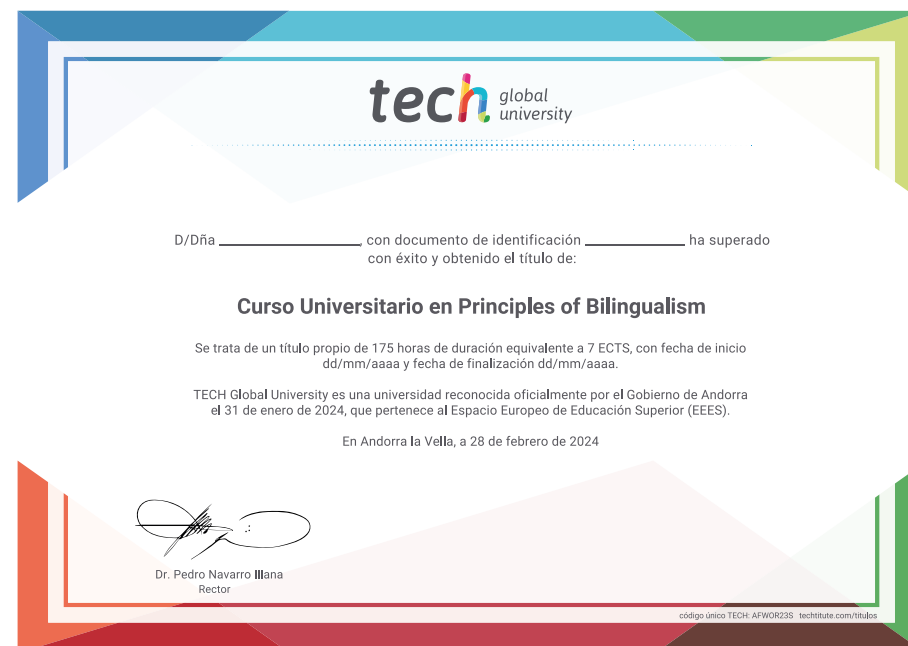 tech global university
D/Dña ____________________, con documento de identificación ______________ ha superado
con éxito y obtenido el título de:
Curso Universitario en Principles of Bilingualism
Se trata de un título propio de 175 horas de duración equivalente a 7 ECTS, con fecha de inicio
dd/mm/aaaa y fecha de finalización dd/mm/aaaa.
TECH Global University es una universidad reconocida oficialmente por el Gobierno de Andorra
el 31 de enero de 2024, que pertenece al Espacio Europeo de Educación Superior (EEES).
En Andorra la Vella, a 28 de febrero de 2024
Dr. Pedro Navarro Illana
Rector
código único TECH: AFWOR23S techtitute.com/titulos